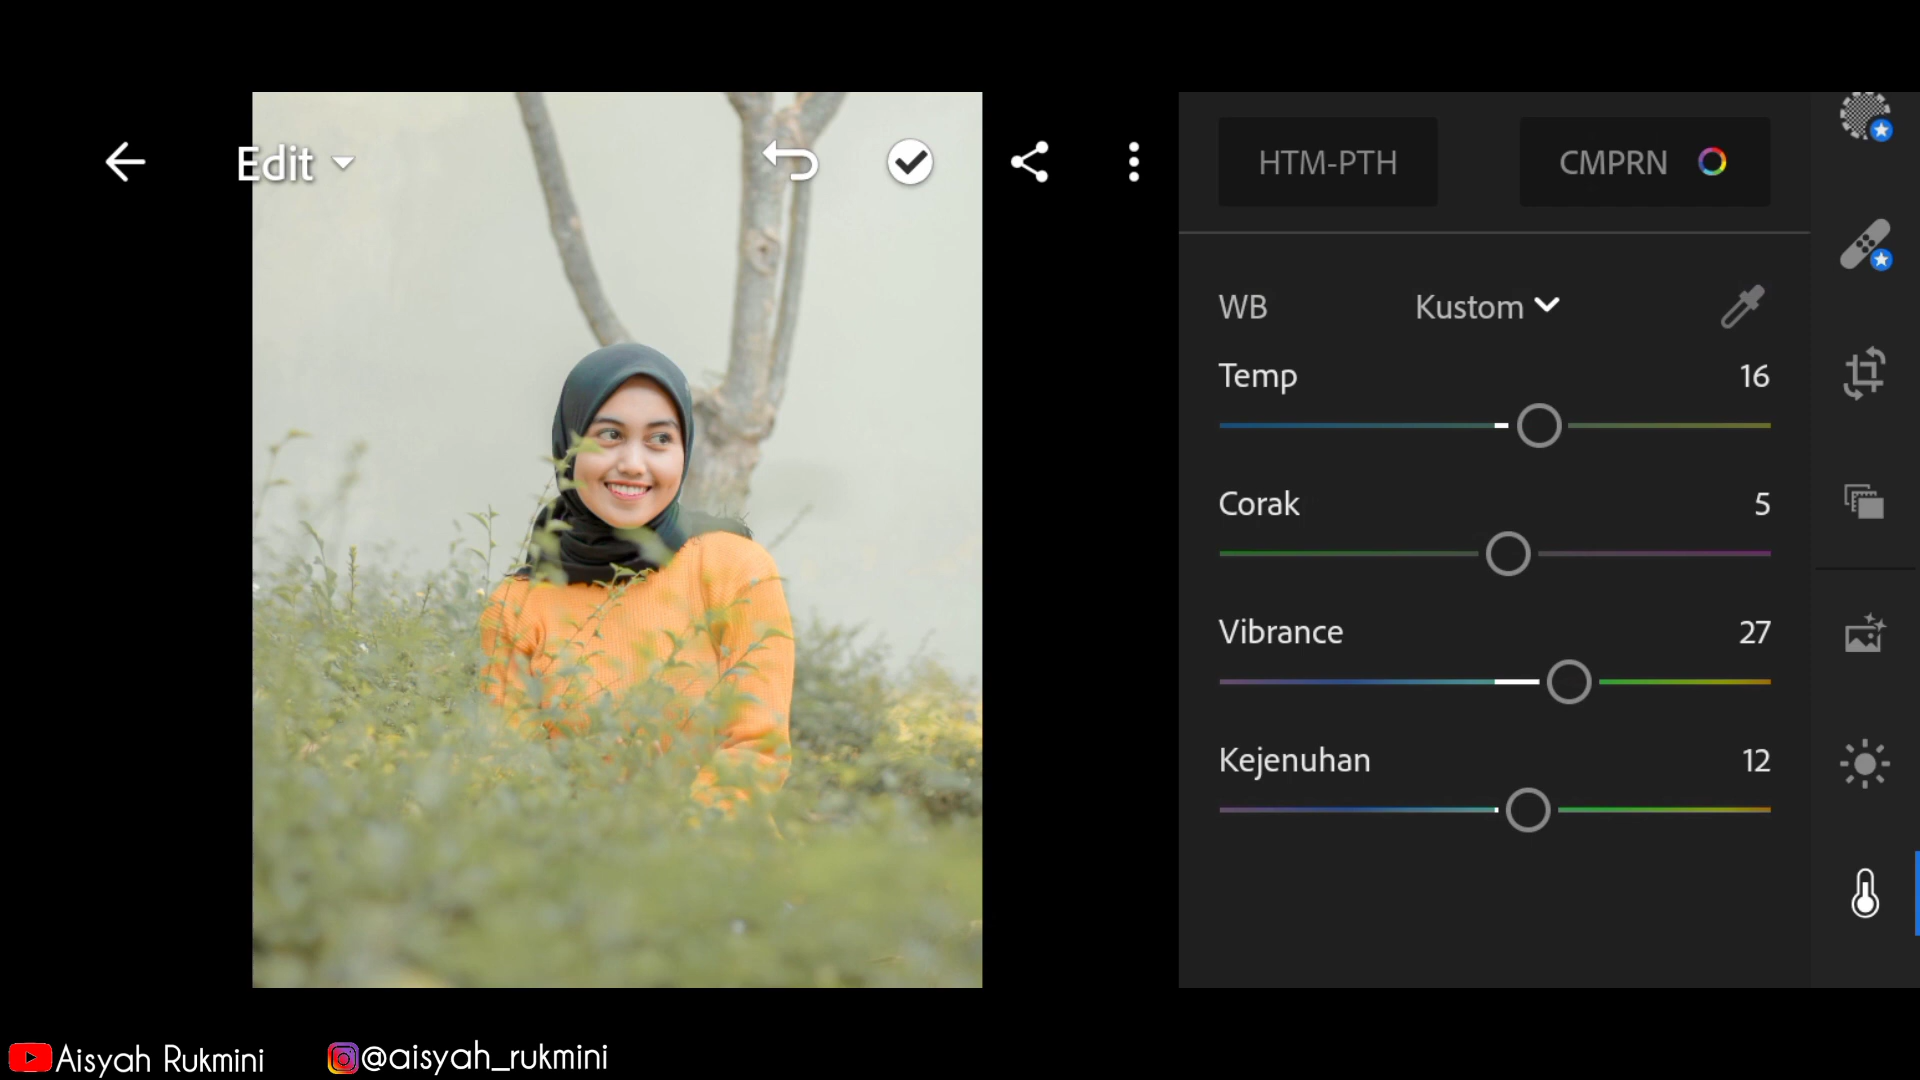 Edit
HTM-PTH
CMPRN
WB
Kustom
Temp
16
Corak
5
Vibrance
27
Kejenuhan
12
Aisyah Rukmini
@aisyah_rukmini